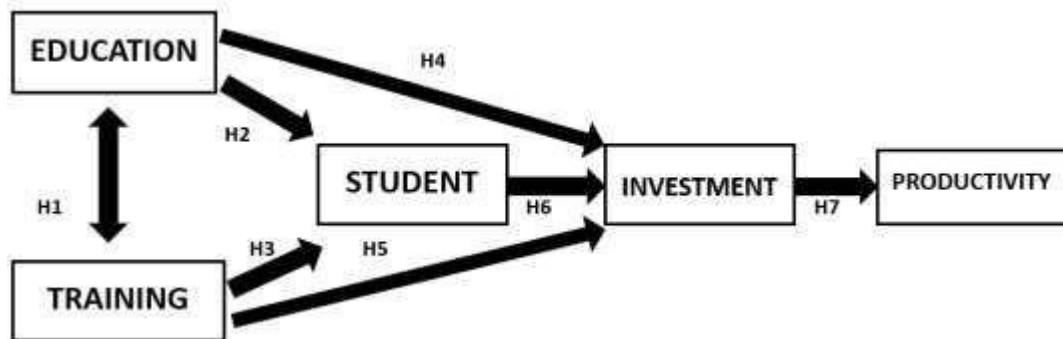 EDUCATION
H4
H2
STUDENT
INVESTMENT
PRODUCTIVITY
H1
H6
H7
H3
H5
TRAINING